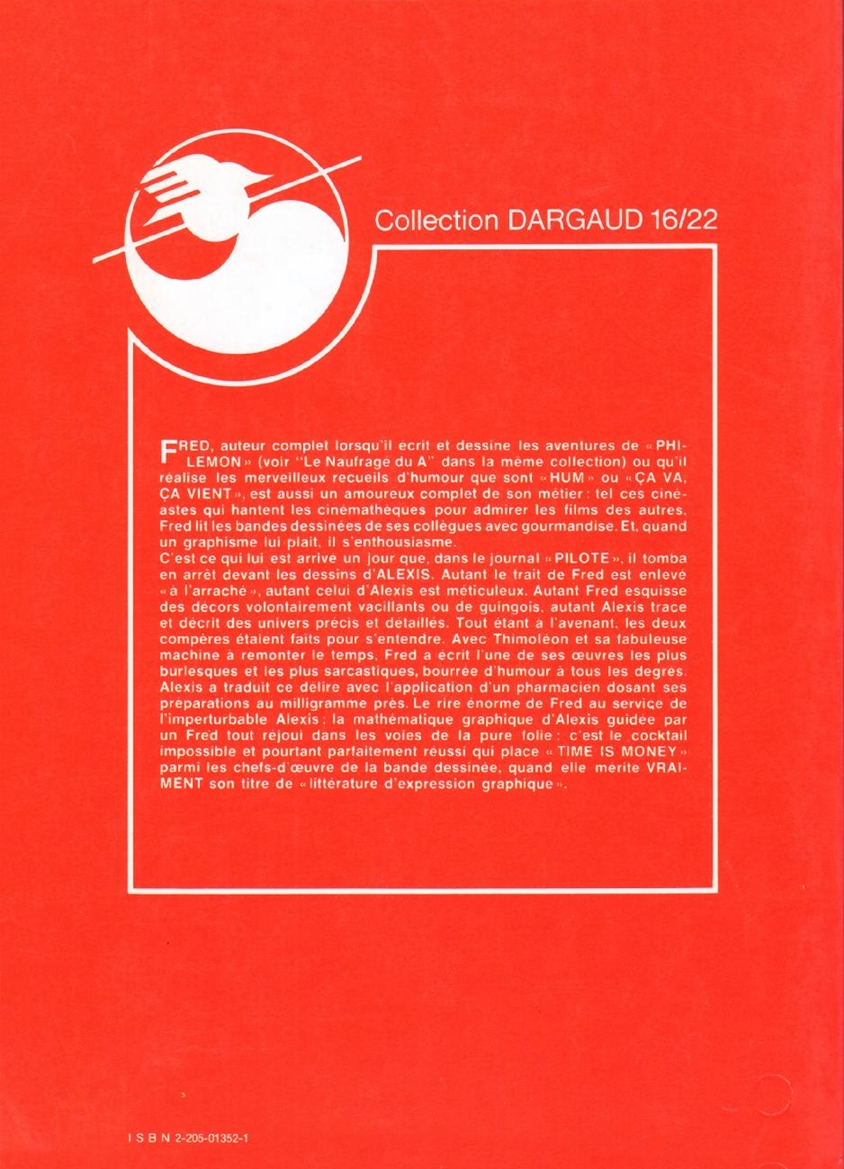 Collection DARGAUD 16/22
FRED, auteur complet lorsqu'il écrit et dessine les aventures de « PHI-
LEMON » (voir "Le Naufragé du A" dans la même collection) ou qu'il
réalise les merveilleux recueils d'humour que sont « HUM » ou « ÇA VA,
ÇA VIENT », est aussi un amoureux complet de son métier : tel ces ciné-
astes qui hantent les cinémathèques pour admirer les films des autres,
Fred lit les bandes dessinées de ses collègues avec gourmandise. Et, quand
un graphisme lui plaît, il s'enthousiasme.
C'est ce qui lui est arrivé un jour que, dans le journal « PILOTE », il tomba
en arrêt devant les dessins d'ALEXIS. Autant le trait de Fred est enlevé
« à l'arraché », autant celui d'Alexis est méticuleux. Autant Fred esquisse
des décors volontairement vacillants ou de guingois, autant Alexis trace
et décrit des univers précis et détaillés. Tout étant à l'avenant, les deux
compères étaient faits pour s'entendre. Avec Thimoléon et sa fabuleuse
machine à remonter le temps, Fred a écrit l'une de ses œuvres les plus
burlesques et les plus sarcastiques, bourrée d'humour à tous les degrés.
Alexis a traduit ce délire avec l'application d'un pharmacien dosant ses
préparations au milligramme près. Le rire énorme de Fred au service de
l'imperturbable Alexis ; la mathématique graphique d'Alexis guidée par
un Fred tout réjoui dans les voies de la pure folie : c'est le cocktail
impossible et pourtant parfaitement réussi qui place « TIME IS MONEY »
parmi les chefs-d'œuvre de la bande dessinée, quand elle mérite VRAI-
MENT son titre de « littérature d'expression graphique ».
ISBN 2-205-01352-1